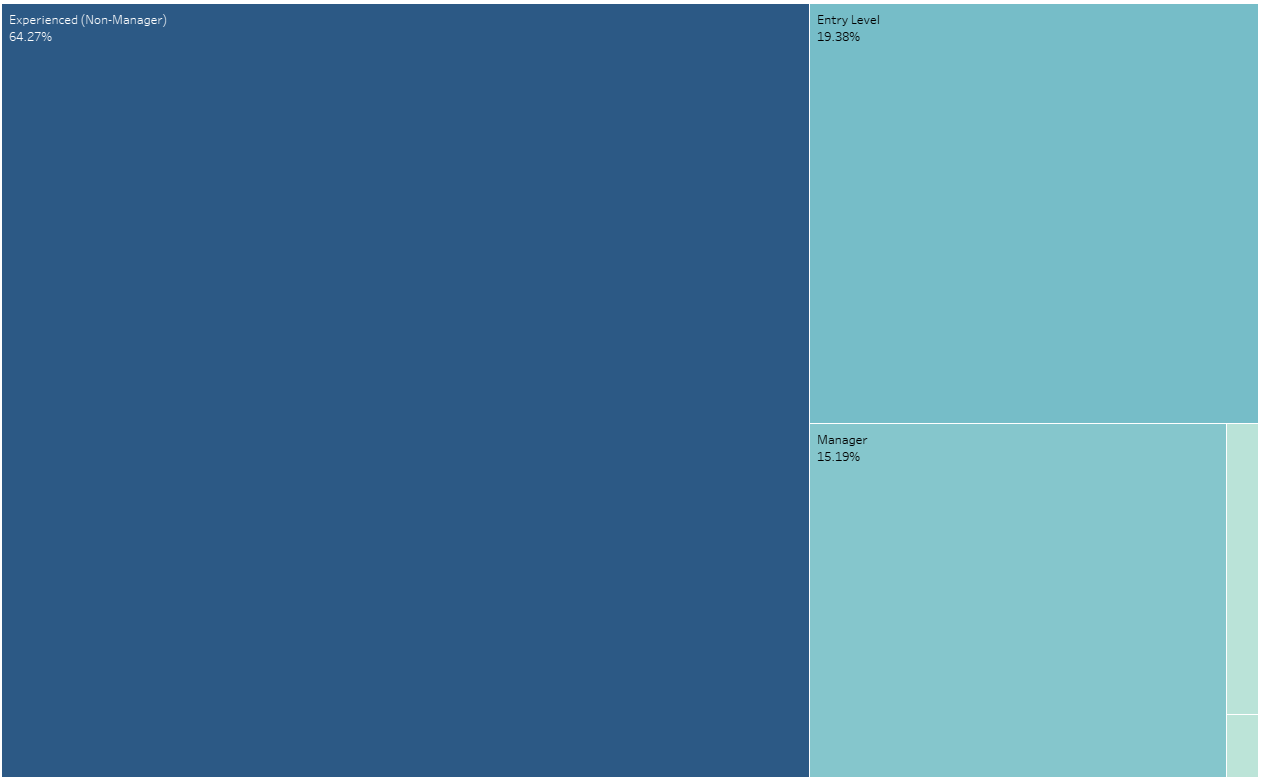 Experienced (Non-Manager)
64.27%
Entry Level
19.38%
Manager
15.19%